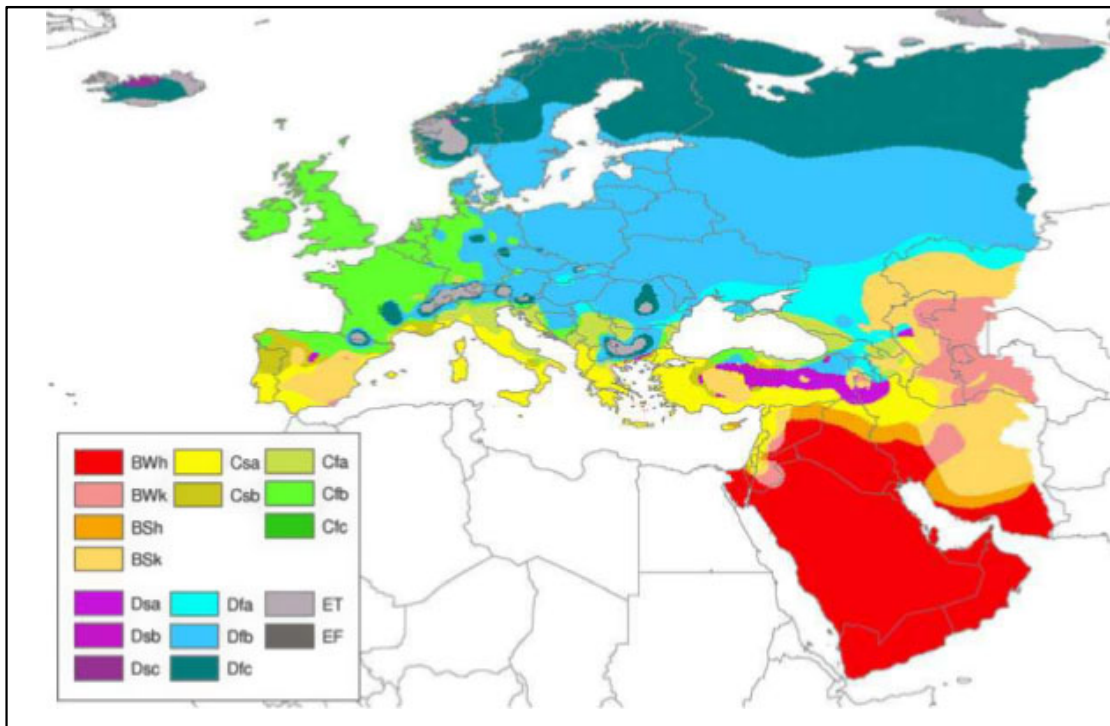 BWh Csa Cfa
BWk Csb Cfb
BSh Cfc
BSk
Dsa Dfa ET
Dsb Dfb EF
Dsc Dfc